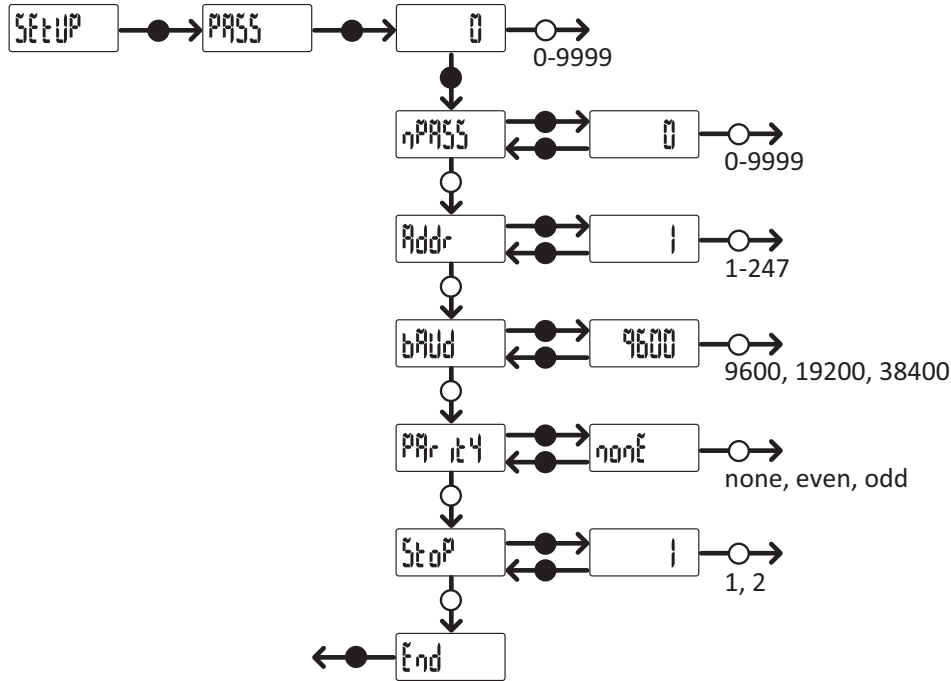 SEtUP PASS 0
0-9999
nPASS 0
0-9999
Addr 1
1-247
bAUd 9600
9600, 19200, 38400
PAritY nonE
none, even, odd
StoP 1
1, 2
End